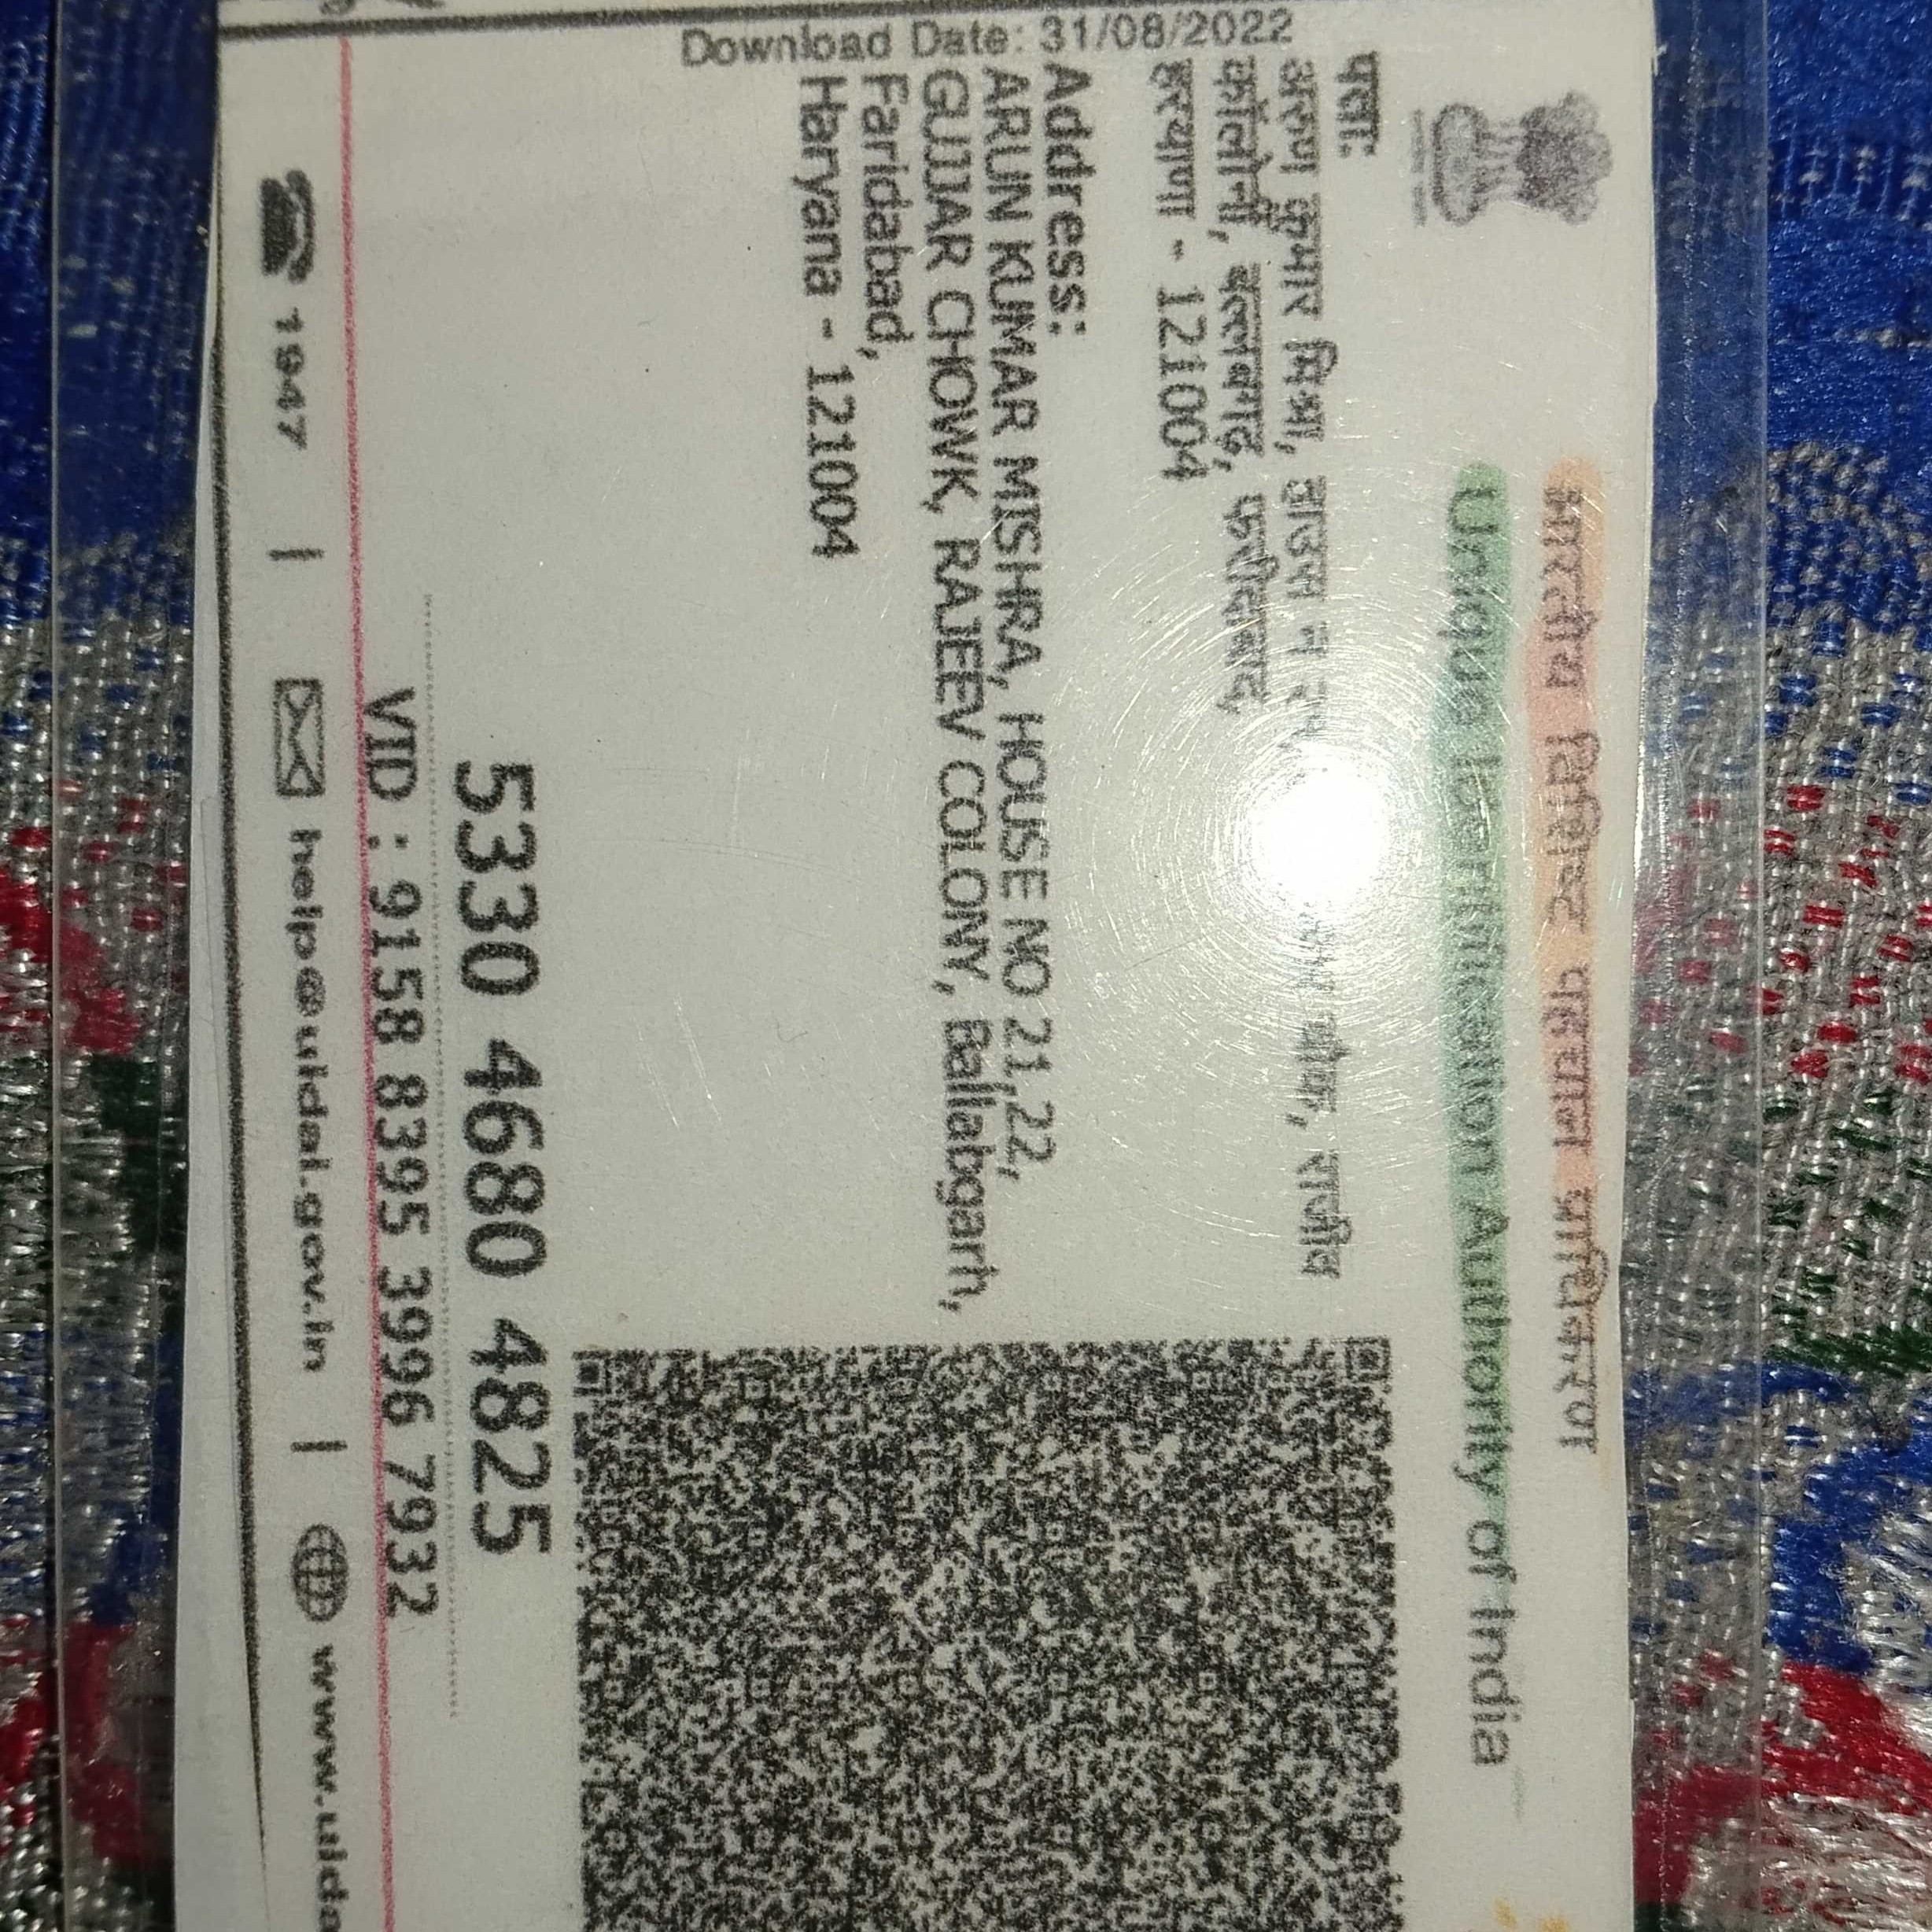 भारतीय विशिष्ट पहचान प्राधिकरण
Unique Identification Authority of India
पता:
अरुण कुमार मिश्रा, हाउस न चौक, राजीव
कॉलोनी, बल्लबगढ़, फरीदाबाद,
हरयाणा - 121004
Address:
ARUN KUMAR MISHRA, HOUSE NO 21,22,
GUJJAR CHOWK, RAJEEV COLONY, Ballabgarh,
Faridabad,
Haryana - 121004
Download Date: 31/08/2022
5330 4680 4825
VID : 9158 8395 3996 7932
1947 | help@uidai.gov.in | www.uida